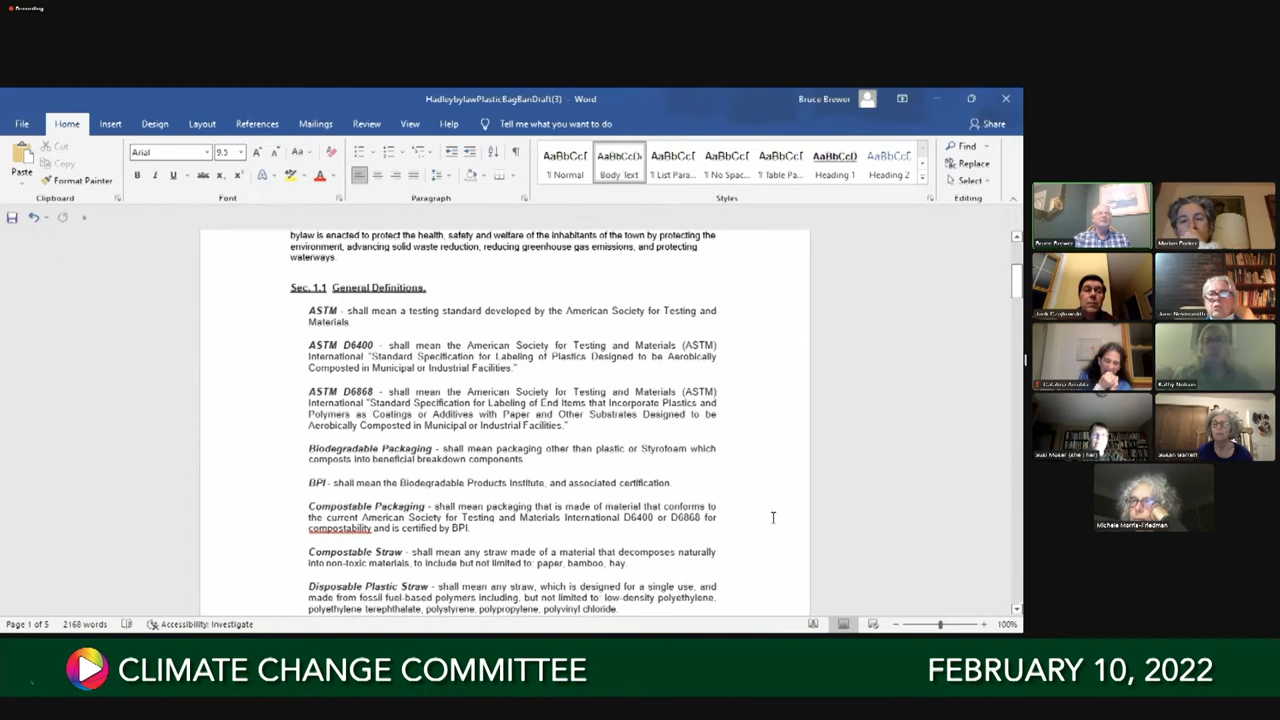 Recording
HadleybylawPlasticBagBanDraft(3) - Word
Bruce Brewer
File Home Insert Design Layout References Mailings Review View Help Tell me what you want to do Share
Paste
Cut
Copy
Format Painter
Clipboard
Arial 9.5
Font
Paragraph
AaBbCcI AaBbCcDc AaBbCcI AaBbCcI AaBbCcI AaBbCcD AaBbCcI
¶ Normal Body Text ¶ List Para... ¶ No Spac... ¶ Table Pa... Heading 1 Heading 2
Styles
Find
Replace
Select
Editing
bylaw is enacted to protect the health, safety and welfare of the inhabitants of the town by protecting the
environment, advancing solid waste reduction, reducing greenhouse gas emissions, and protecting
waterways.
Sec. 1.1 General Definitions.
ASTM - shall mean a testing standard developed by the American Society for Testing and
Materials
ASTM D6400 - shall mean the American Society for Testing and Materials (ASTM)
International "Standard Specification for Labeling of Plastics Designed to be Aerobically
Composted in Municipal or Industrial Facilities."
ASTM D6868 - shall mean the American Society for Testing and Materials (ASTM)
International "Standard Specification for Labeling of End Items that Incorporate Plastics and
Polymers as Coatings or Additives with Paper and Other Substrates Designed to be
Aerobically Composted in Municipal or Industrial Facilities."
Biodegradable Packaging - shall mean packaging other than plastic or Styrofoam which
composts into beneficial breakdown components
BPI - shall mean the Biodegradable Products Institute, and associated certification.
Compostable Packaging - shall mean packaging that is made of material that conforms to
the current American Society for Testing and Materials International D6400 or D6868 for
compostability and is certified by BPI.
Compostable Straw - shall mean any straw made of a material that decomposes naturally
into non-toxic materials, to include but not limited to: paper, bamboo, hay.
Disposable Plastic Straw - shall mean any straw, which is designed for a single use, and
made from fossil fuel-based polymers including, but not limited to: low-density polyethylene,
polyethylene terephthalate, polystyrene, polypropylene, polyvinyl chloride.
Page 1 of 5 2168 words Accessibility: Investigate 100%
Bruce Brewer
Kathy Nelson
Susan Garrett
Michele Morris-Friedman
CLIMATE CHANGE COMMITTEE
FEBRUARY 10, 2022